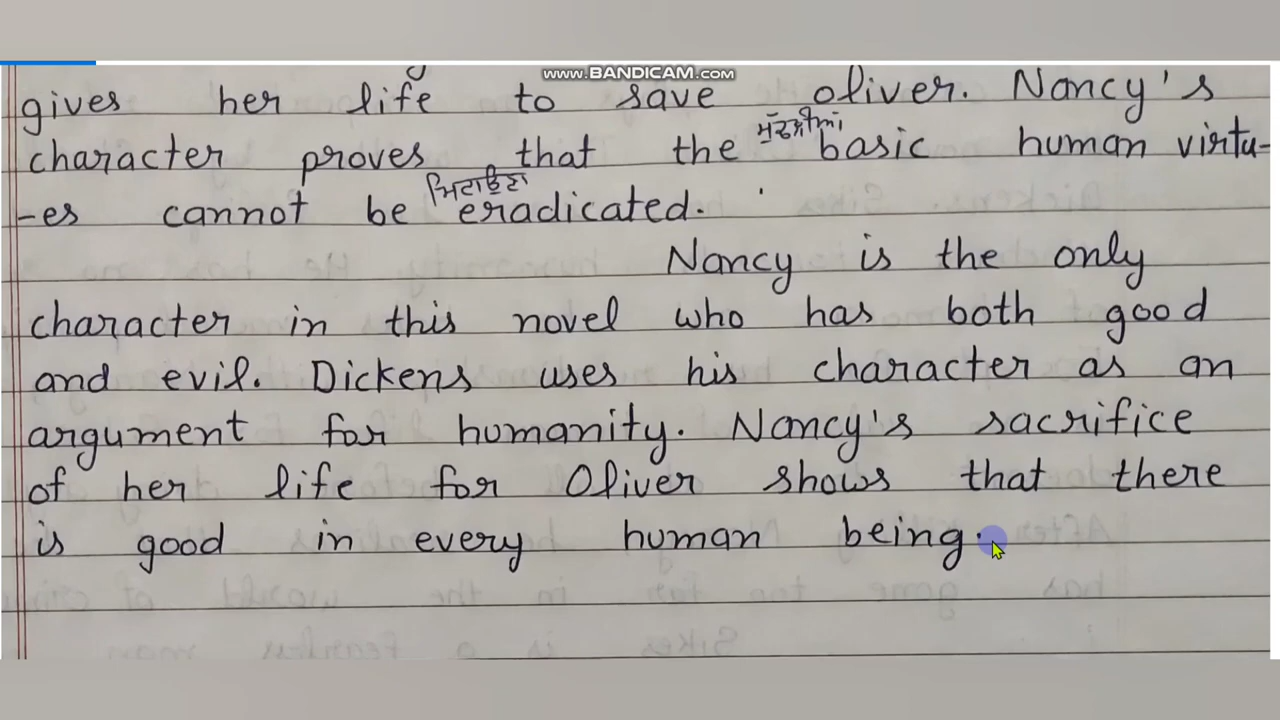 www.BANDICAM.com
gives her life to save oliver. Nancy's
ਮੁੱਢਲੀਆਂ
character proves that the basic human virtu-
ਮਿਟਾਉਣਾ
-es cannot be eradicated.
Nancy is the only
character in this novel who has both good
and evil. Dickens uses his character as an
argument for humanity. Nancy's sacrifice
of her life for Oliver shows that there
is good in every human being.